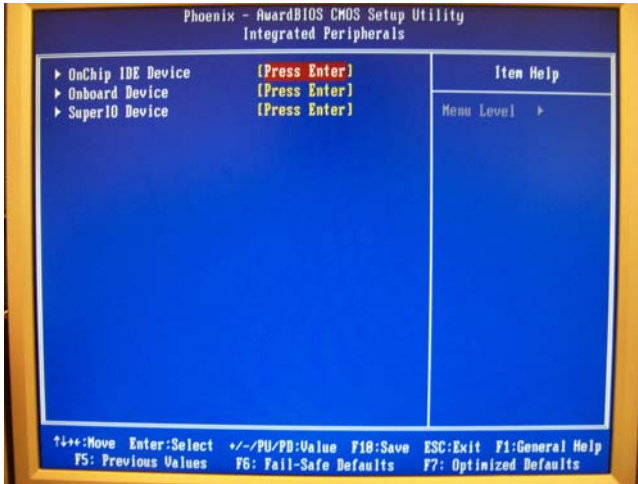 Phoenix - AwardBIOS CMOS Setup Utility
Integrated Peripherals
▶ OnChip IDE Device [Press Enter]
▶ Onboard Device [Press Enter]
▶ SuperIO Device [Press Enter]
Item Help
Menu Level ▶
↑↓→←:Move Enter:Select +/-/PU/PD:Value F10:Save ESC:Exit F1:General Help
F5: Previous Values F6: Fail-Safe Defaults F7: Optimized Defaults